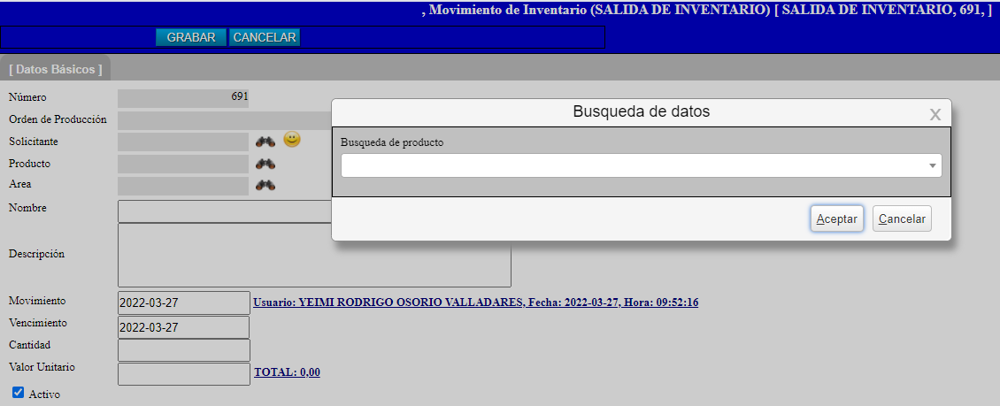 , Movimiento de Inventario (SALIDA DE INVENTARIO) [ SALIDA DE INVENTARIO, 691, ]
GRABAR CANCELAR
[ Datos Básicos ]
Número 691
Orden de Producción
Solicitante
Producto
Area
Nombre
Descripción
Busqueda de datos X
Busqueda de producto
Aceptar Cancelar
Movimiento 2022-03-27 Usuario: YEIMI RODRIGO OSORIO VALLADARES, Fecha: 2022-03-27, Hora: 09:52:16
Vencimiento 2022-03-27
Cantidad
Valor Unitario TOTAL: 0,00
Activo